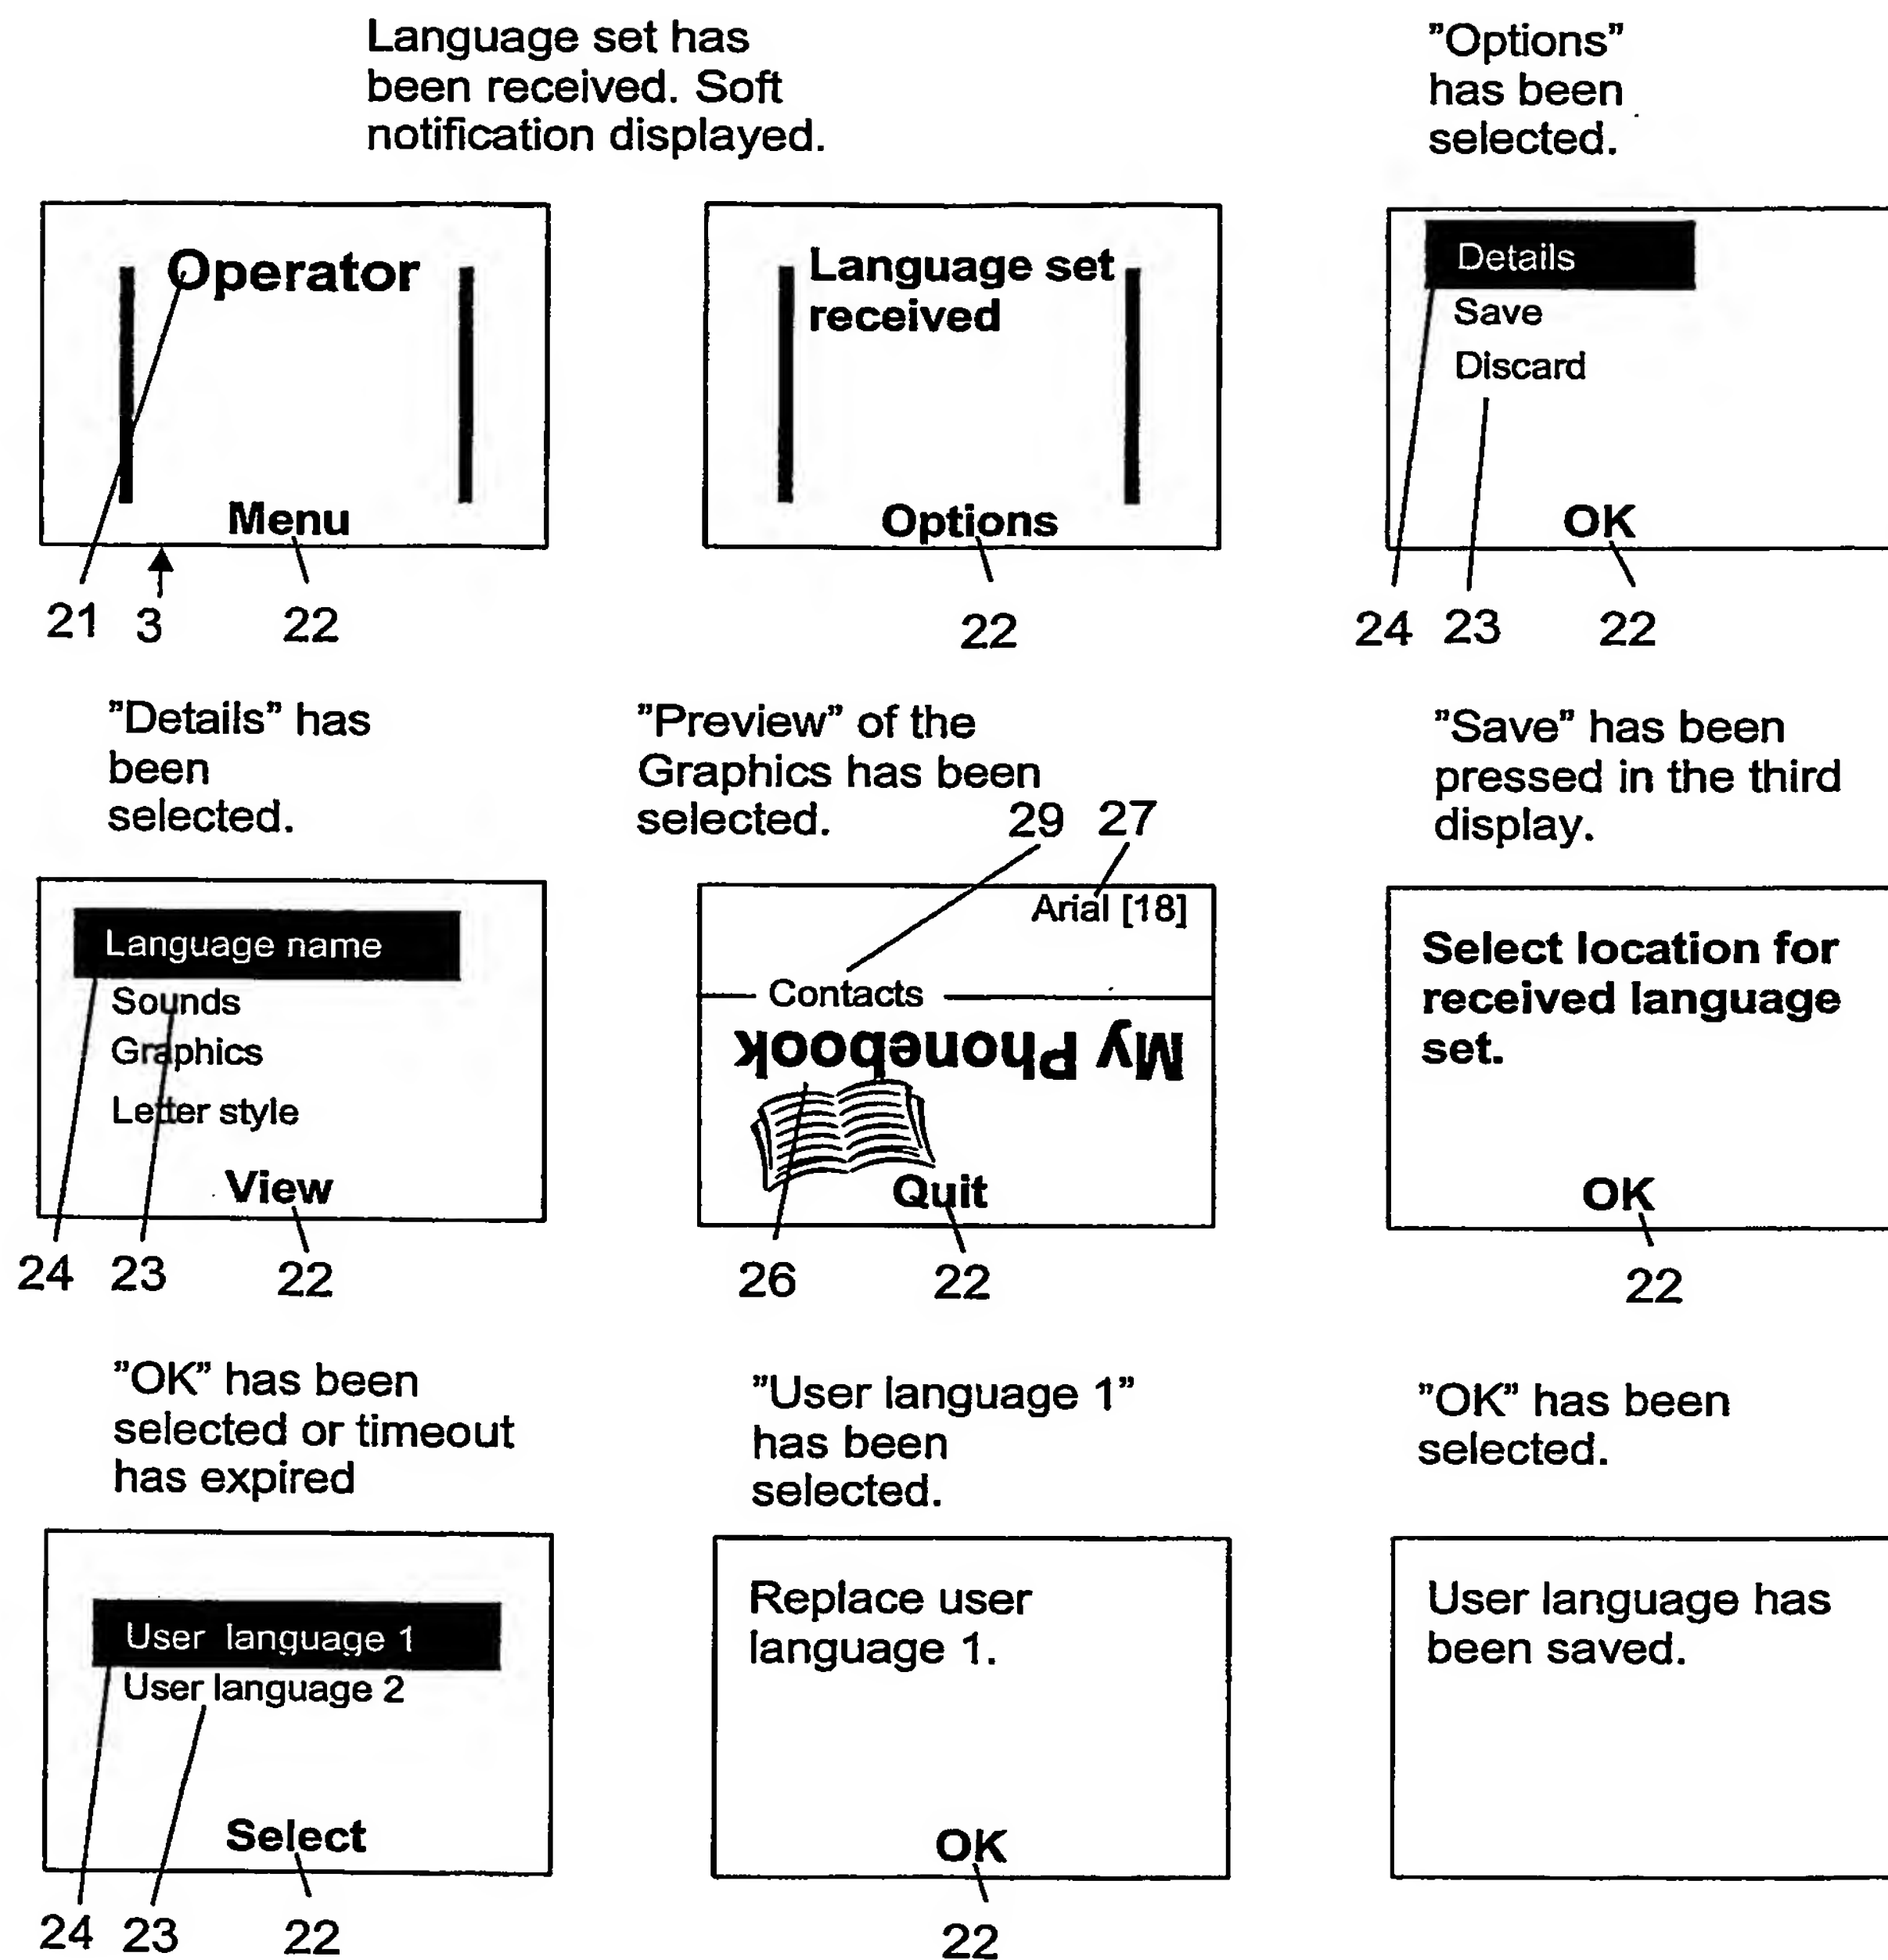 Language set has
been received. Soft
notification displayed.
"Options"
has been
selected.
Operator
Menu
21 3 22
Language set
received
Options
22
Details
Save
Discard
OK
24 23 22
"Details" has
been
selected.
"Preview" of the
Graphics has been
selected.
29 27
"Save" has been
pressed in the third
display.
Language name
Sounds
Graphics
Letter style
View
24 23 22
Arial [18]
Contacts
My Phonebook
Quit
26 22
Select location for
received language
set.
OK
22
"OK" has been
selected or timeout
has expired
"User language 1"
has been
selected.
"OK" has been
selected.
User language 1
User language 2
Select
24 23 22
Replace user
language 1.
OK
22
User language has
been saved.